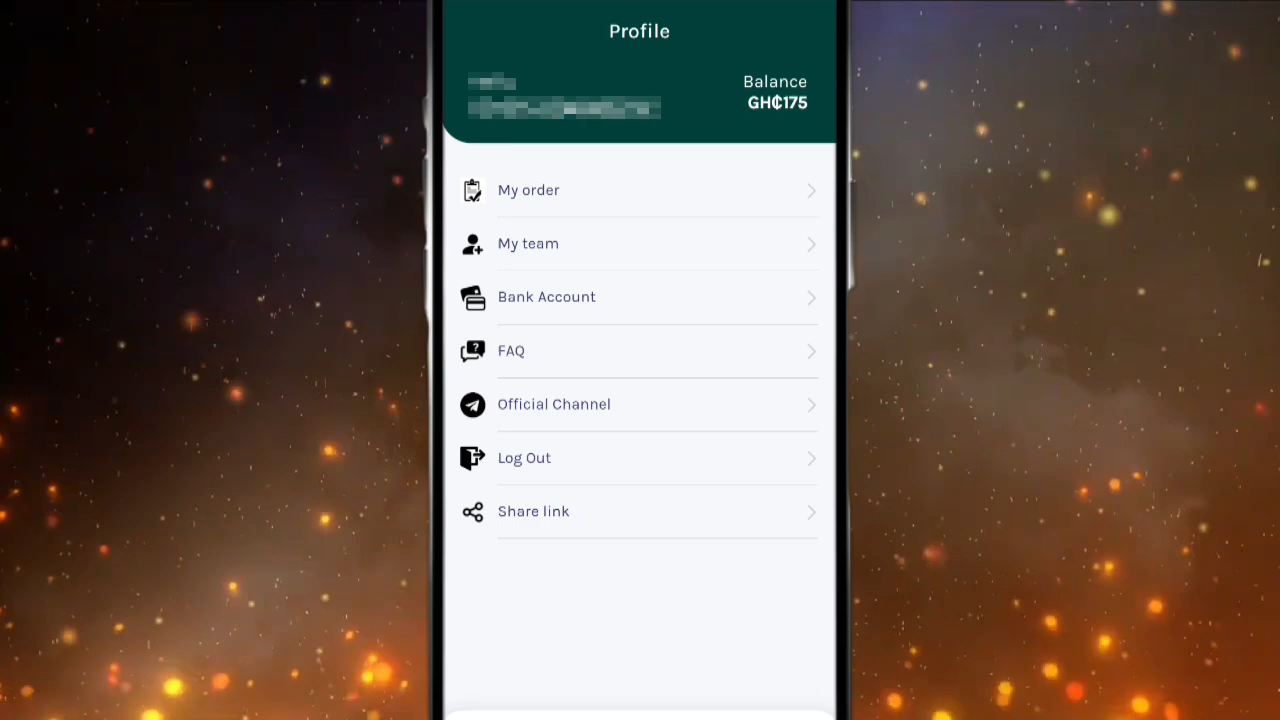 Profile
Balance
GH₵175
My order
My team
Bank Account
FAQ
Official Channel
Log Out
Share link